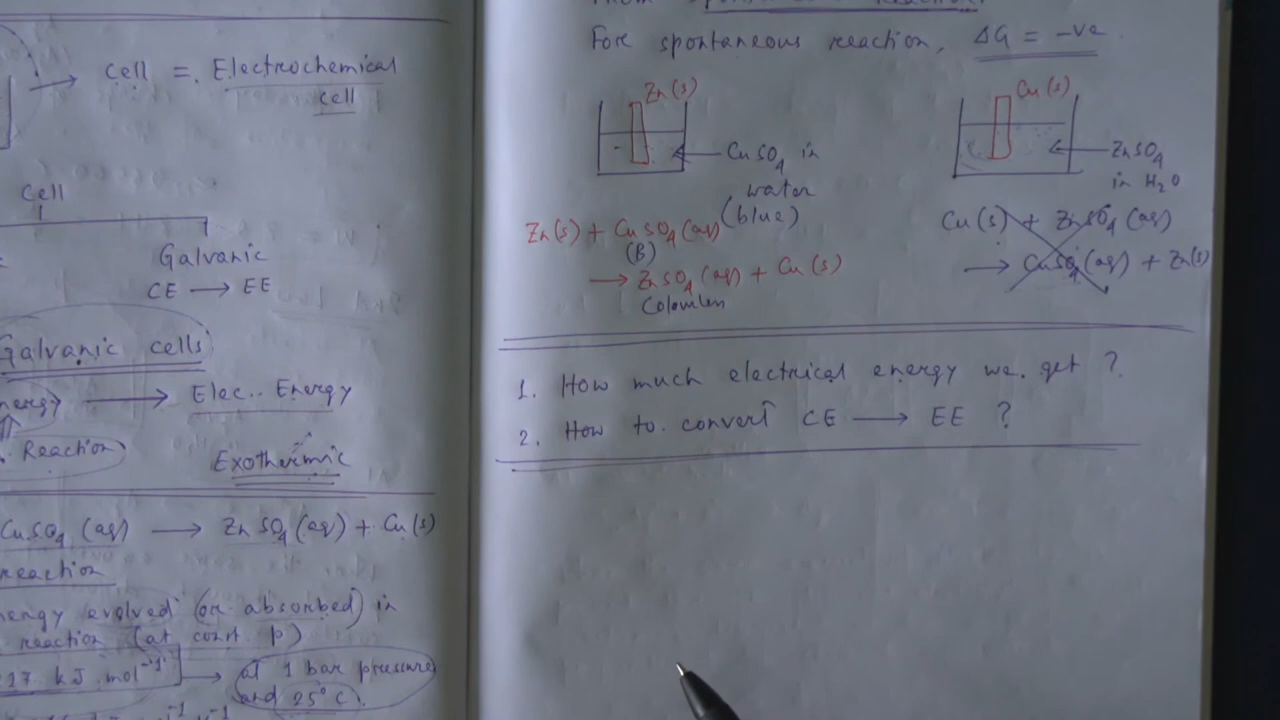 cell = Electrochemical
cell
Cell
Galvanic
CE → EE
Galvanic cells
→ Elec.. Energy
Reaction
Exothermic
CuSO4 (aq) → ZnSO4 (aq) + Cu(s)
reaction
evolved (or absorbed) in
reaction (at const p)
kJ mol⁻¹ → at 1 bar pressure
and 25°C.
For spontaneous reaction, ΔG = -ve.
Zn(s)
CuSO4 in
water
(blue)
Zn(s) + CuSO4 (aq)
(B)
→ ZnSO4 (aq) + Cu(s)
Colourless
Cu(s)
ZnSO4
in H2O
Cu(s) + ZnSO4 (aq)
→ CuSO4 (aq) + Zn(s)
1. How much electrical energy we get ?
2. How to convert CE → EE ?